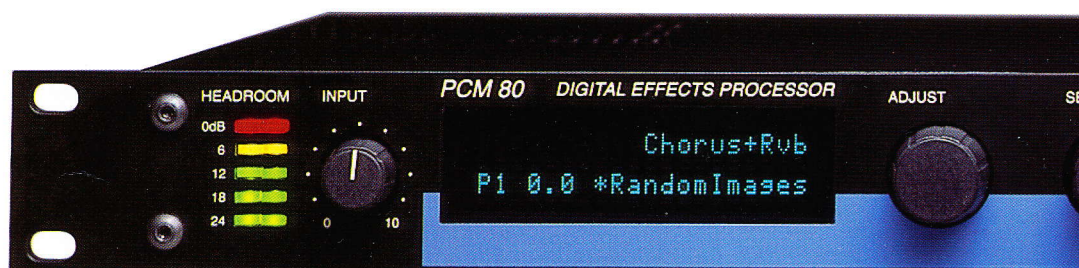 HEADROOM
0dB
6
12
18
24
INPUT
0 10
PCM 80 DIGITAL EFFECTS PROCESSOR
Chorus+Rvb
P1 0.0 *RandomImages
ADJUST
SE